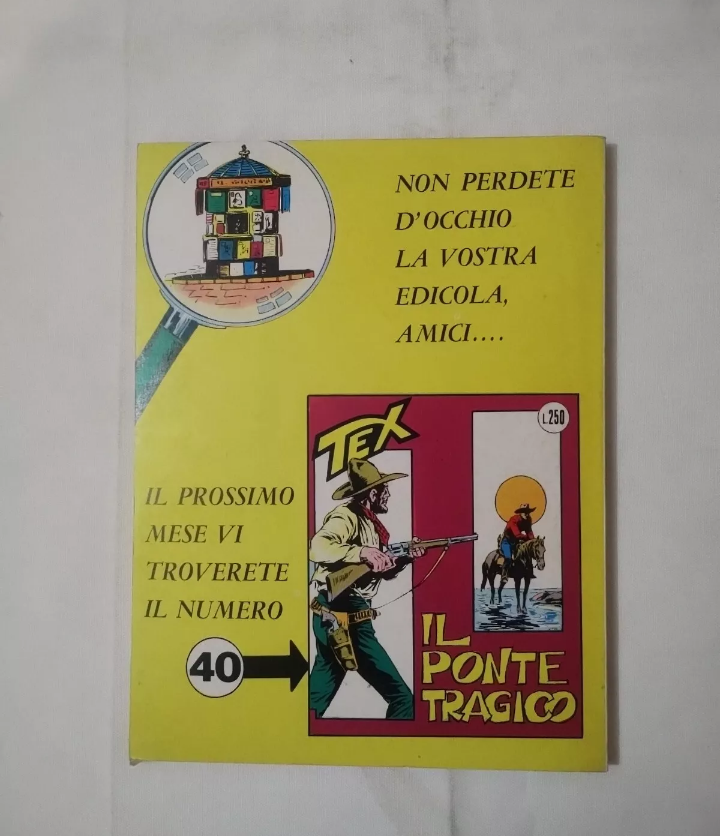 NON PERDETE
D'OCCHIO
LA VOSTRA
EDICOLA,
AMICI....
IL PROSSIMO
MESE VI
TROVERETE
IL NUMERO
40
TEX
L.250
IL
PONTE
TRAGICO